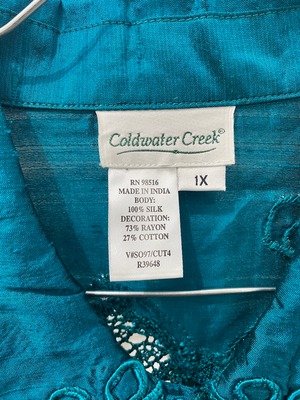 Coldwater Creek®
RN 98516
MADE IN INDIA
BODY:
100% SILK
DECORATION:
73% RAYON
27% COTTON
V#SO97/CUT4
R39648
1X